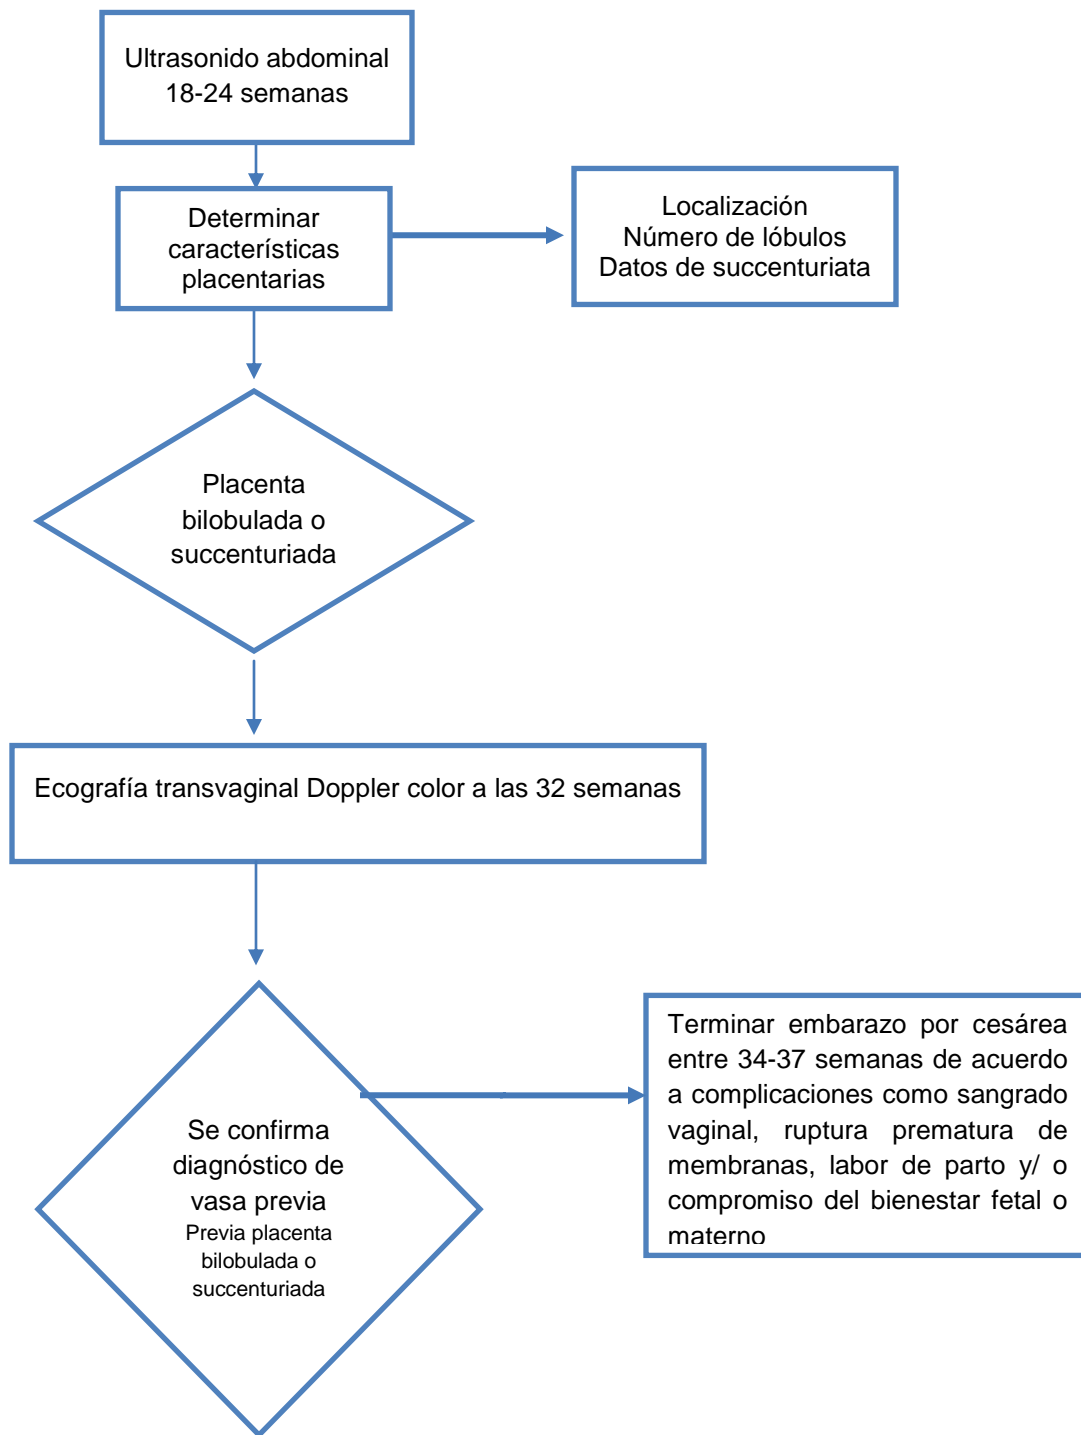 Ultrasonido abdominal
18-24 semanas
Determinar
características
placentarias
Localización
Número de lóbulos
Datos de succenturiata
Placenta
bilobulada o
succenturiada
Ecografía transvaginal Doppler color a las 32 semanas
Se confirma
diagnóstico de
vasa previa
Previa placenta
bilobulada o
succenturiada
Terminar embarazo por cesárea
entre 34-37 semanas de acuerdo
a complicaciones como sangrado
vaginal, ruptura prematura de
membranas, labor de parto y/ o
compromiso del bienestar fetal o
materno